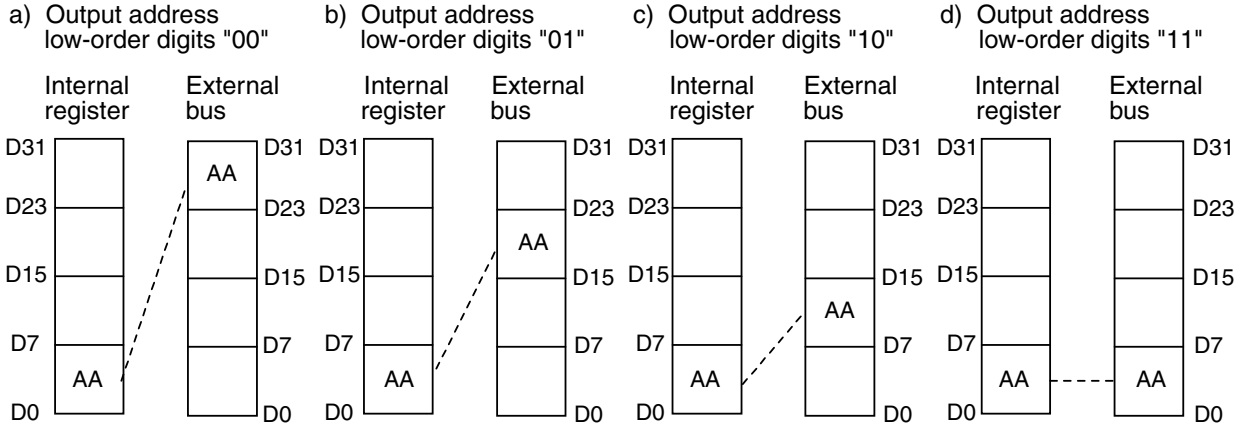 a) Output address
low-order digits "00"
Internal
register
External
bus
D31
D23
D15
D7
D0
AA
AA
D31
D23
D15
D7
D0
b) Output address
low-order digits "01"
Internal
register
External
bus
D31
D23
D15
D7
D0
AA
AA
D31
D23
D15
D7
D0
c) Output address
low-order digits "10"
Internal
register
External
bus
D31
D23
D15
D7
D0
AA
AA
D31
D23
D15
D7
D0
d) Output address
low-order digits "11"
Internal
register
External
bus
D31
D23
D15
D7
D0
AA
AA
D31
D23
D15
D7
D0